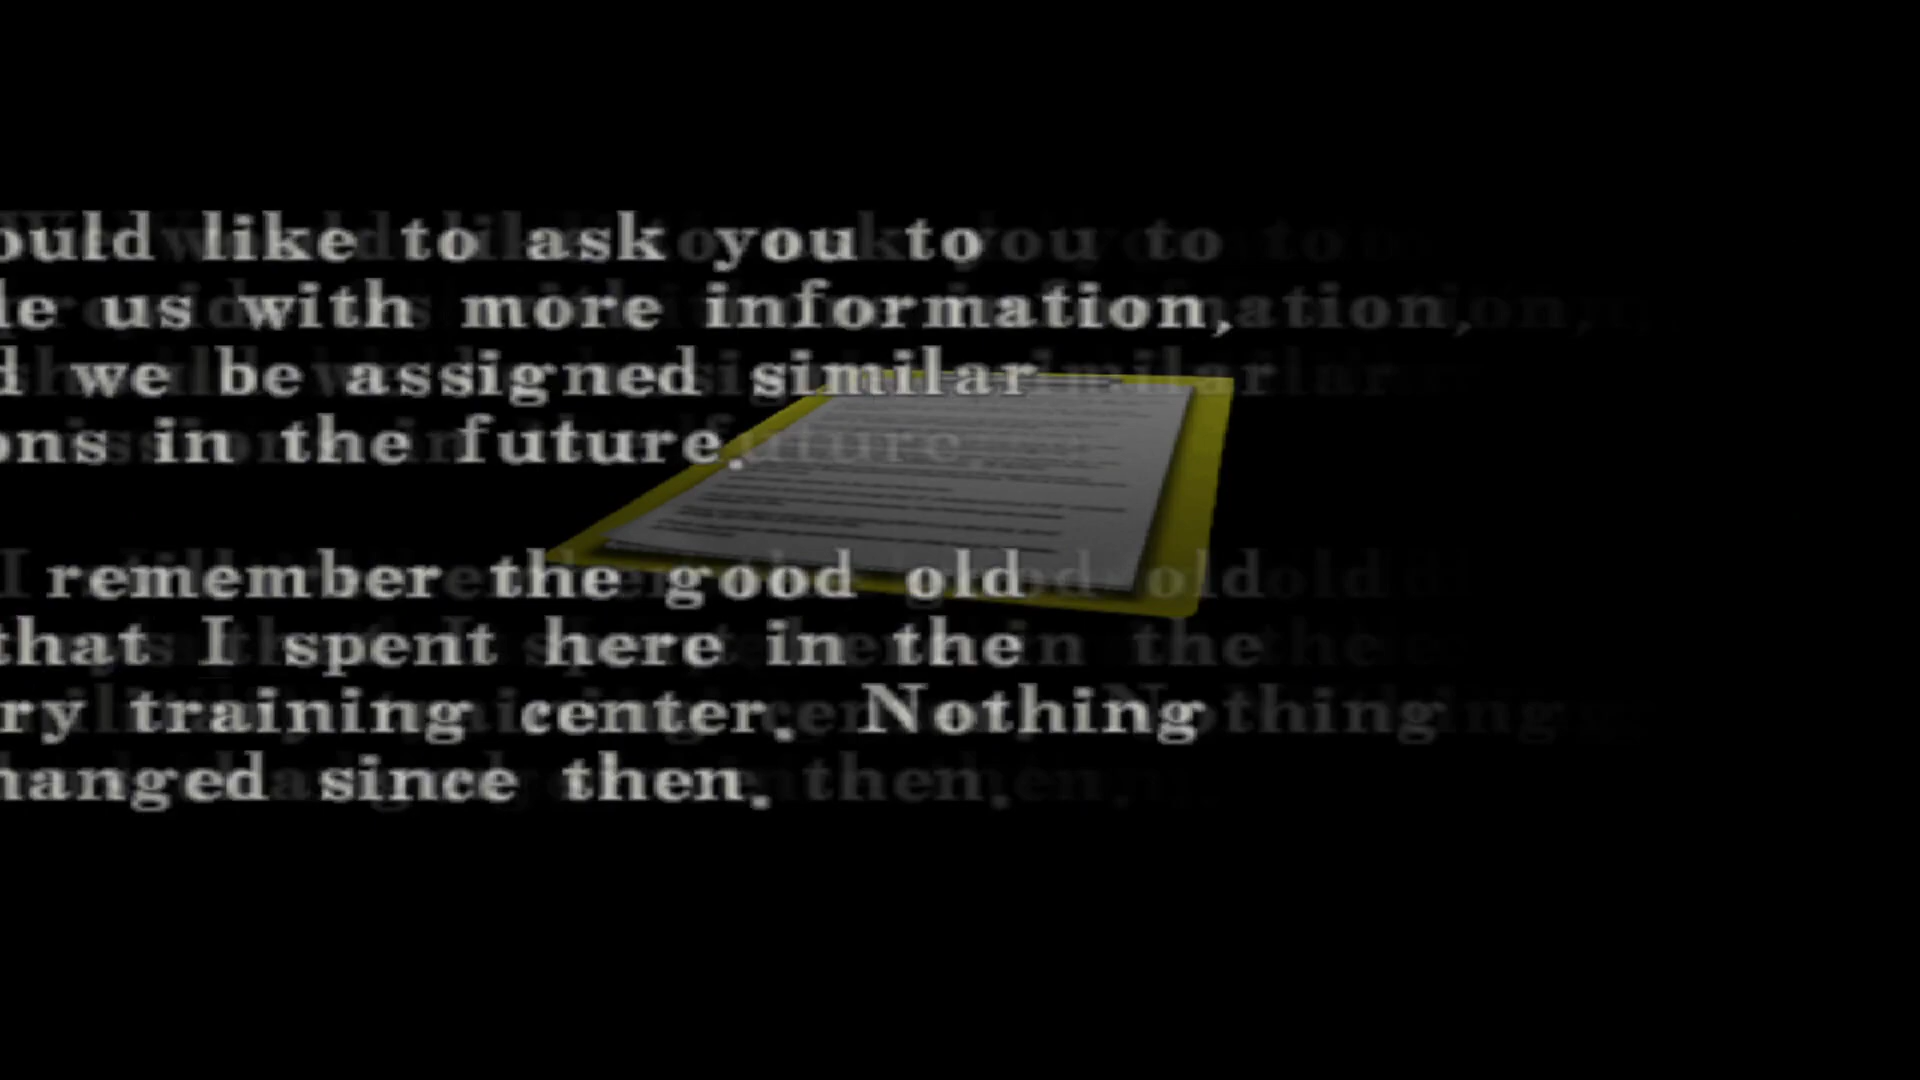 ould like to ask you to
le us with more information,
d we be assigned similar
ons in the future.
I remember the good old
that I spent here in the
ry training center. Nothing
hanged since then.